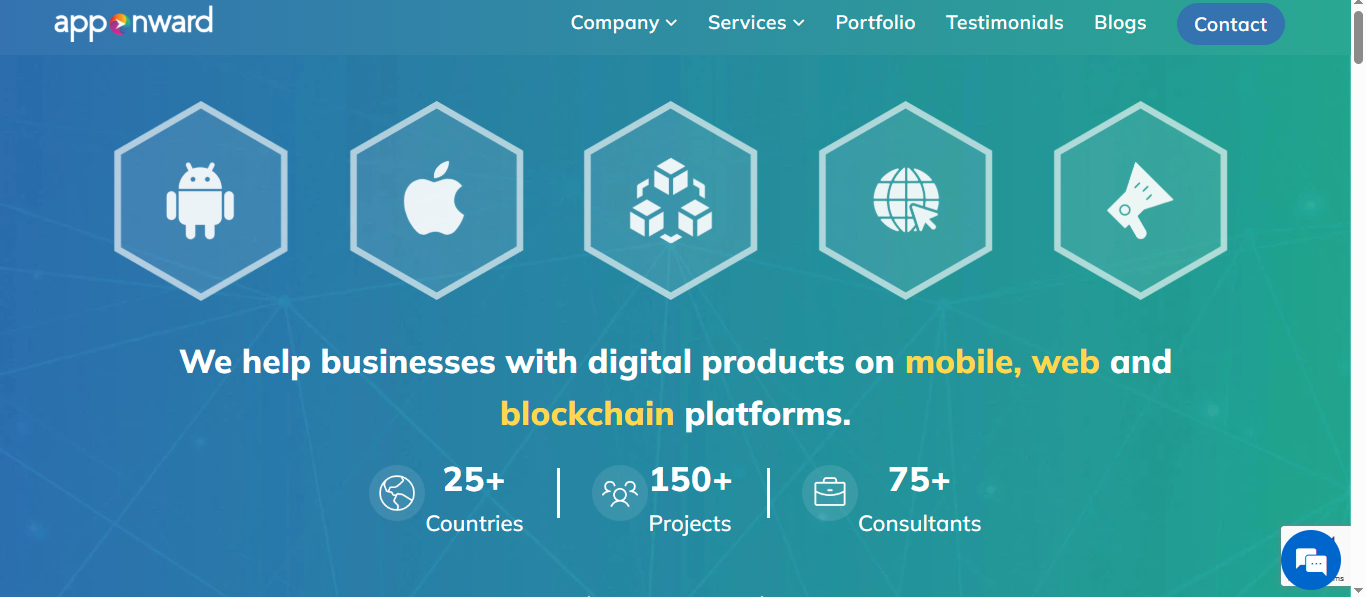 apponward
Company Services Portfolio Testimonials Blogs Contact
We help businesses with digital products on mobile, web and
blockchain platforms.
25+ 150+ 75+
Countries Projects Consultants